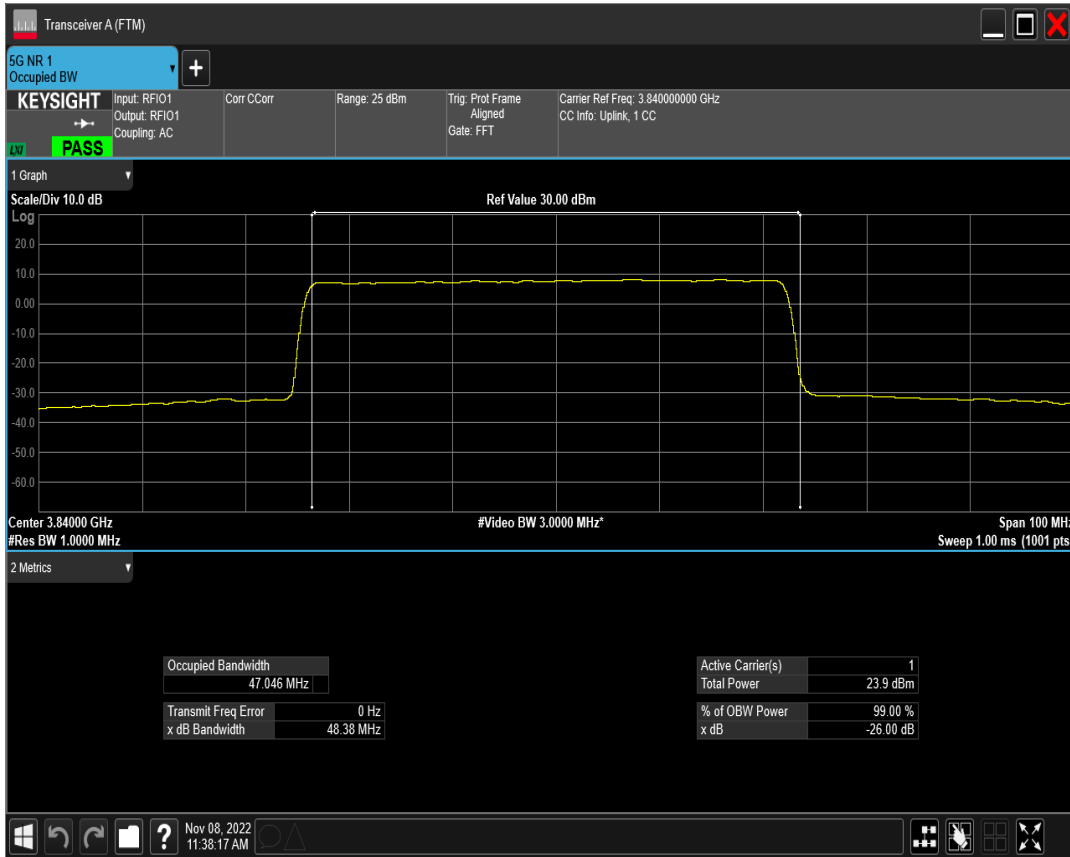 Transceiver A (FTM)
5G NR 1
Occupied BW
+
KEYSIGHT
LXI
PASS
Input: RFIO1
Output: RFIO1
Coupling: AC
Corr CCorr
Range: 25 dBm
Trig: Prot Frame
Aligned
Gate: FFT
Carrier Ref Freq: 3.840000000 GHz
CC Info: Uplink, 1 CC
1 Graph
Scale/Div 10.0 dB
Ref Value 30.00 dBm
Log
20.0
10.0
0.00
-10.0
-20.0
-30.0
-40.0
-50.0
-60.0
Center 3.84000 GHz
#Video BW 3.0000 MHz*
Span 100 MHz
#Res BW 1.0000 MHz
Sweep 1.00 ms (1001 pts
2 Metrics
Occupied Bandwidth
47.046 MHz
Transmit Freq Error 0 Hz
x dB Bandwidth 48.38 MHz
Active Carrier(s) 1
Total Power 23.9 dBm
% of OBW Power 99.00 %
x dB -26.00 dB
?
Nov 08, 2022
11:38:17 AM